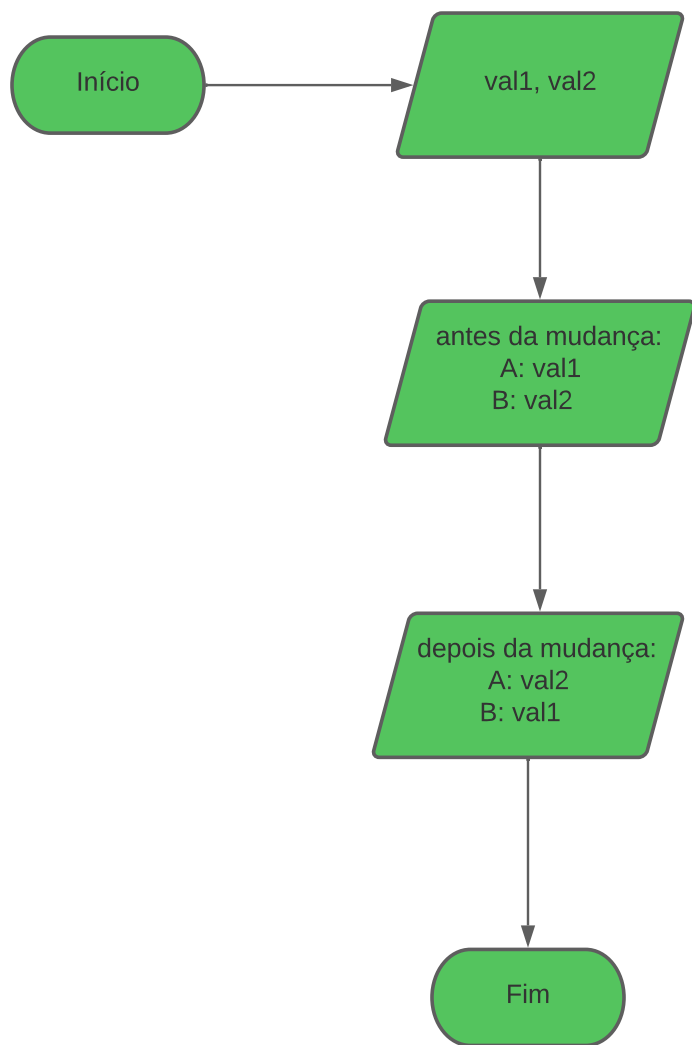 Início
val1, val2
antes da mudança:
A: val1
B: val2
depois da mudança:
A: val2
B: val1
Fim